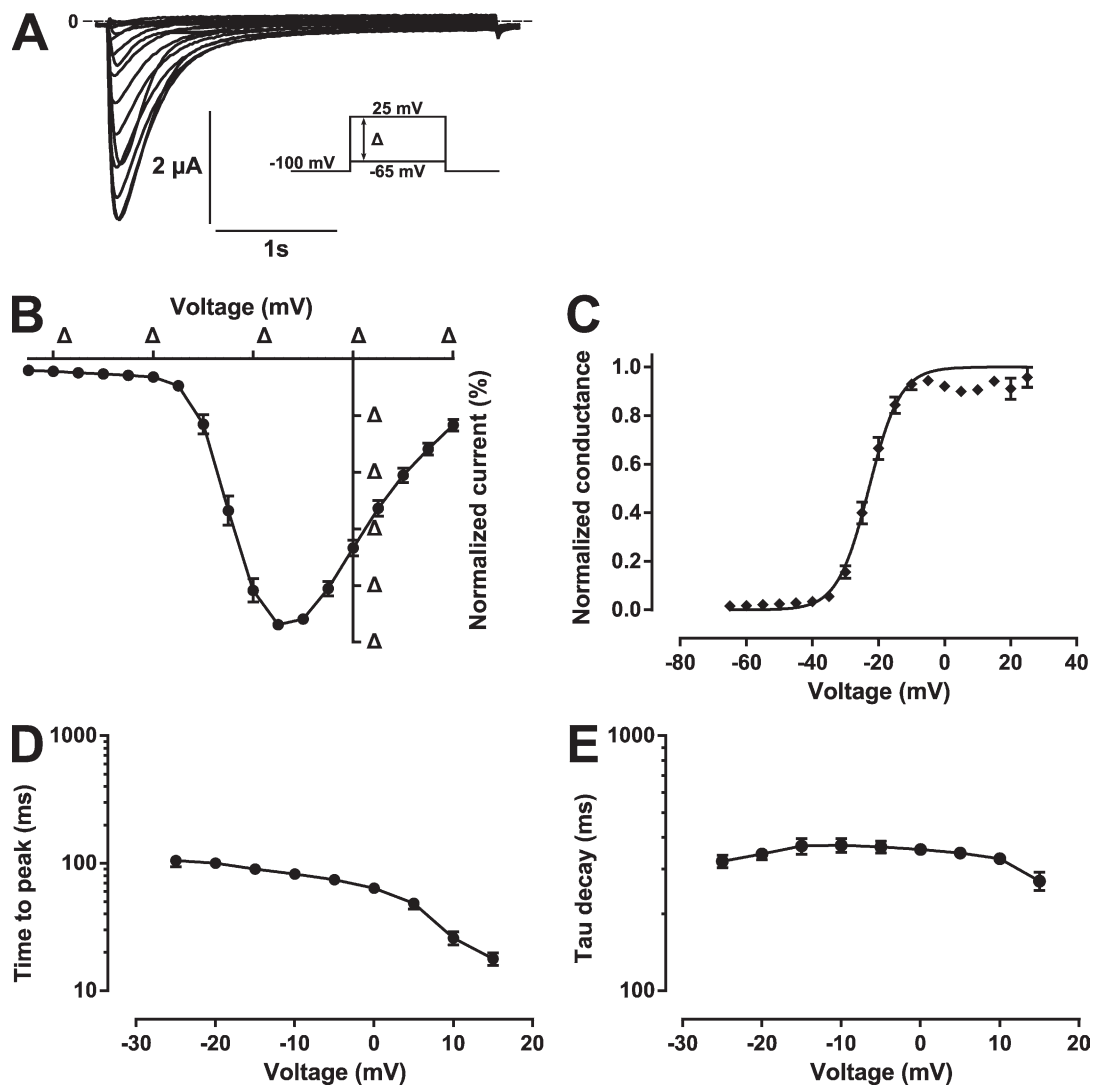 A
0
25 mV
Δ
-100 mV
-65 mV
2 µA
1s
B
Voltage (mV)
Δ Δ Δ Δ Δ
Δ
Δ
Δ
Δ
Δ
Normalized current (%)
C
Normalized conductance
1.0
0.8
0.6
0.4
0.2
0.0
-80 -60 -40 -20 0 20 40
Voltage (mV)
D
Time to peak (ms)
1000
100
10
-30 -20 -10 0 10 20
Voltage (mV)
E
Tau decay (ms)
1000
100
-30 -20 -10 0 10 20
Voltage (mV)